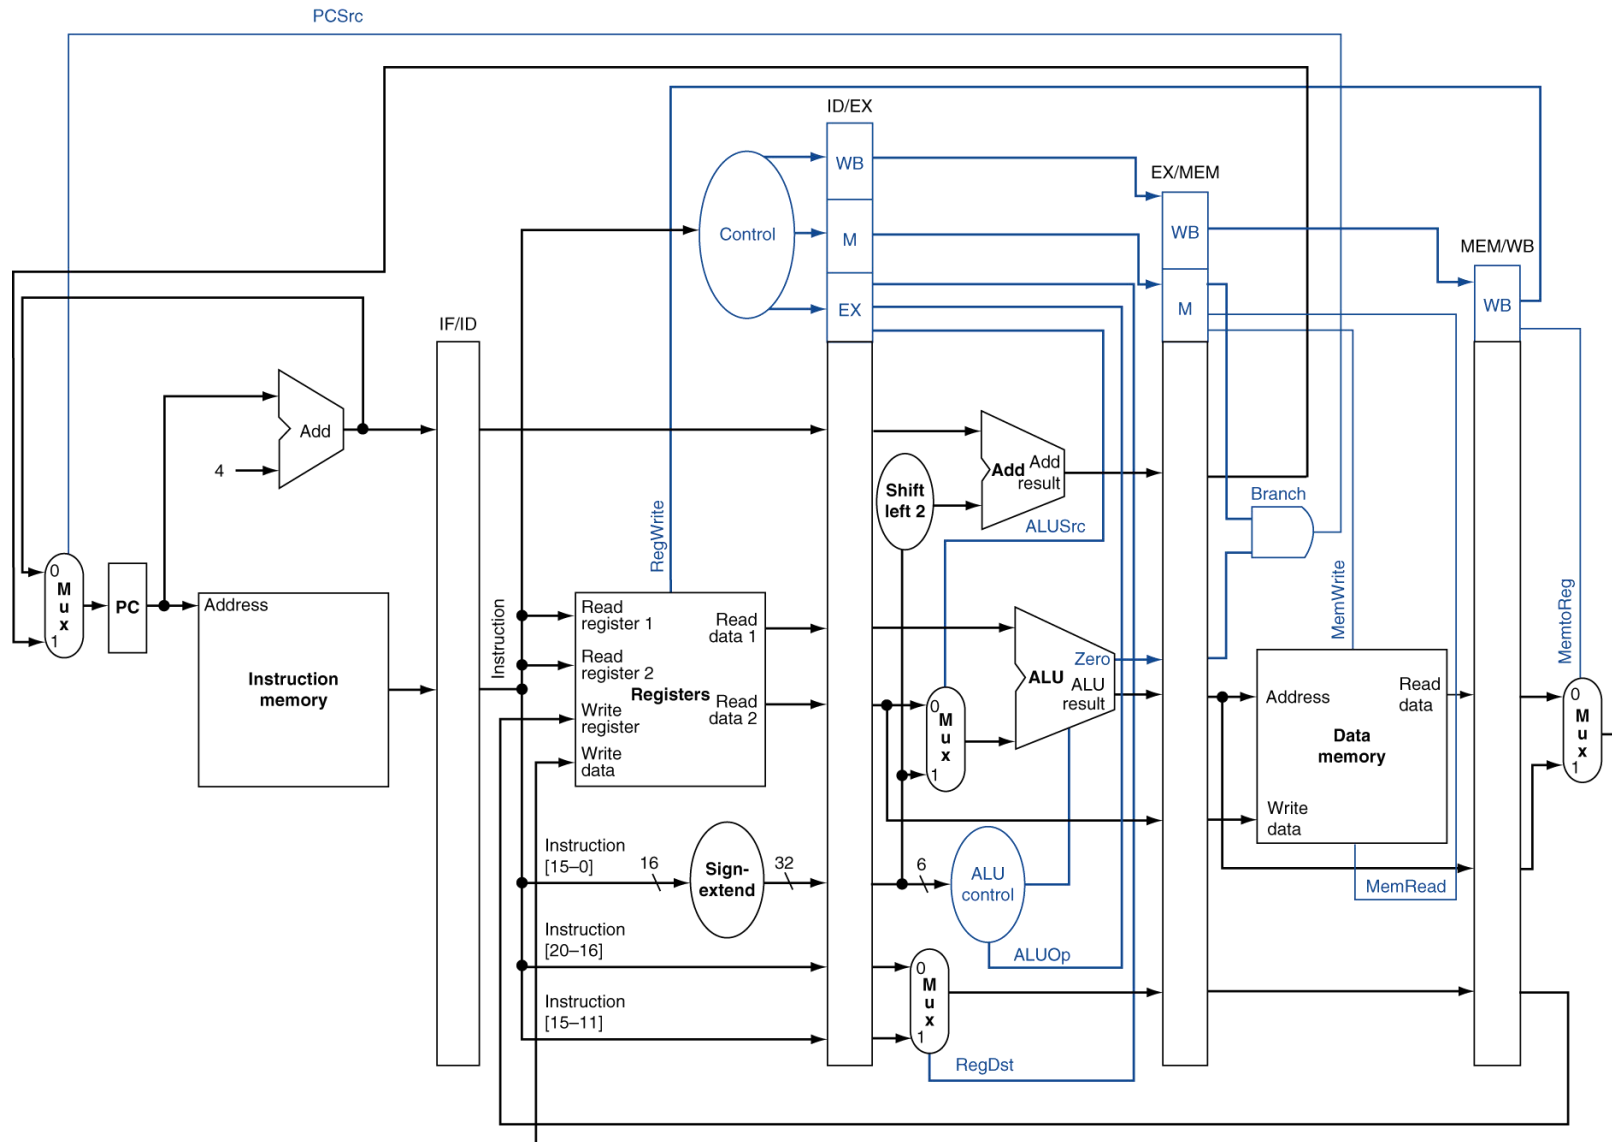 PCSrc
ID/EX
WB
EX/MEM
Control
M
WB
MEM/WB
EX
M
WB
IF/ID
Add
4
Add
Add
result
Shift
left 2
Branch
ALUSrc
RegWrite
0
M
u
x
1
PC
Address
Instruction
memory
Instruction
Read
register 1
Read
data 1
Read
register 2
Registers
Read
data 2
Write
register
Write
data
0
M
u
x
1
Zero
ALU
ALU
result
MemWrite
Address
Read
data
Data
memory
Write
data
MemtoReg
0
M
u
x
1
Instruction
[15–0]
16
Sign-
extend
32
6
ALU
control
MemRead
Instruction
[20–16]
ALUOp
0
M
u
x
1
Instruction
[15–11]
RegDst